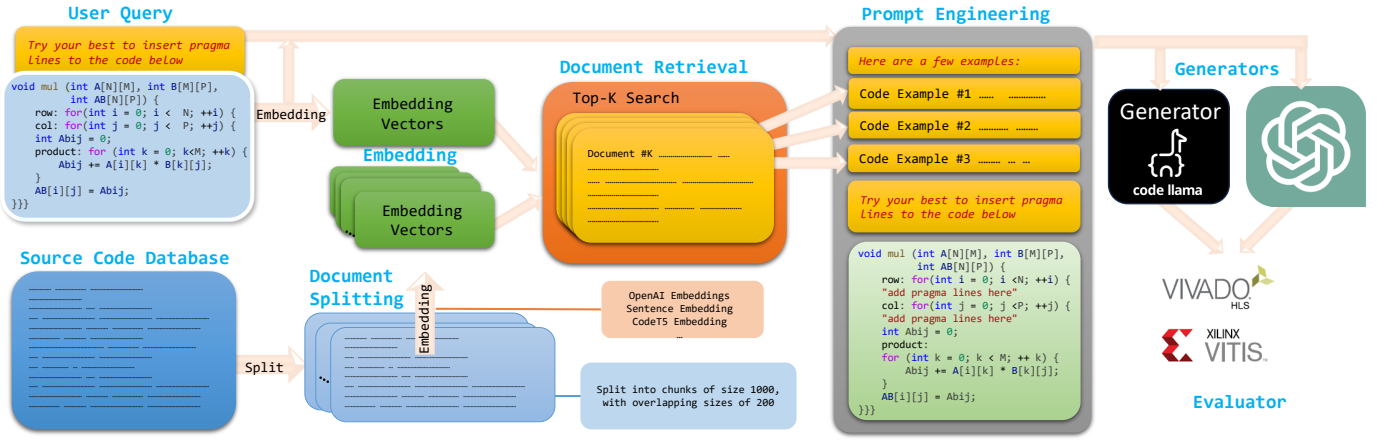 User Query
Try your best to insert pragma
lines to the code below
void mul (int A[N][M], int B[M][P],
int AB[N][P]) {
row: for(int i = 0; i < N; ++i) {
col: for(int j = 0; j < P; ++j) {
int Abij = 0;
product: for (int k = 0; k<M; ++k) {
Abij += A[i][k] * B[k][j];
}
AB[i][j] = Abij;
}}}
Embedding
Embedding
Vectors
Embedding
Embedding
Vectors
Document Retrieval
Top-K Search
Document #K ........................ .....
Source Code Database
Split
Document
Splitting
Embedding
OpenAI Embeddings
Sentence Embedding
CodeT5 Embedding
…
Split into chunks of size 1000,
with overlapping sizes of 200
Prompt Engineering
Here are a few examples:
Code Example #1 …… ……………
Code Example #2 ………… ………
Code Example #3 ……… … …
Try your best to insert pragma
lines to the code below
void mul (int A[N][M], int B[M][P],
int AB[N][P]) {
row: for(int i = 0; i <N; ++i) {
"add pragma lines here"
col: for(int j = 0; j <P; ++j) {
"add pragma lines here"
int Abij = 0;
product:
for (int k = 0; k < M; ++ k) {
Abij += A[i][k] * B[k][j];
}
AB[i][j] = Abij;
}}}
Generators
Generator
code llama
VIVADO
HLS
XILINX
VITIS™
Evaluator